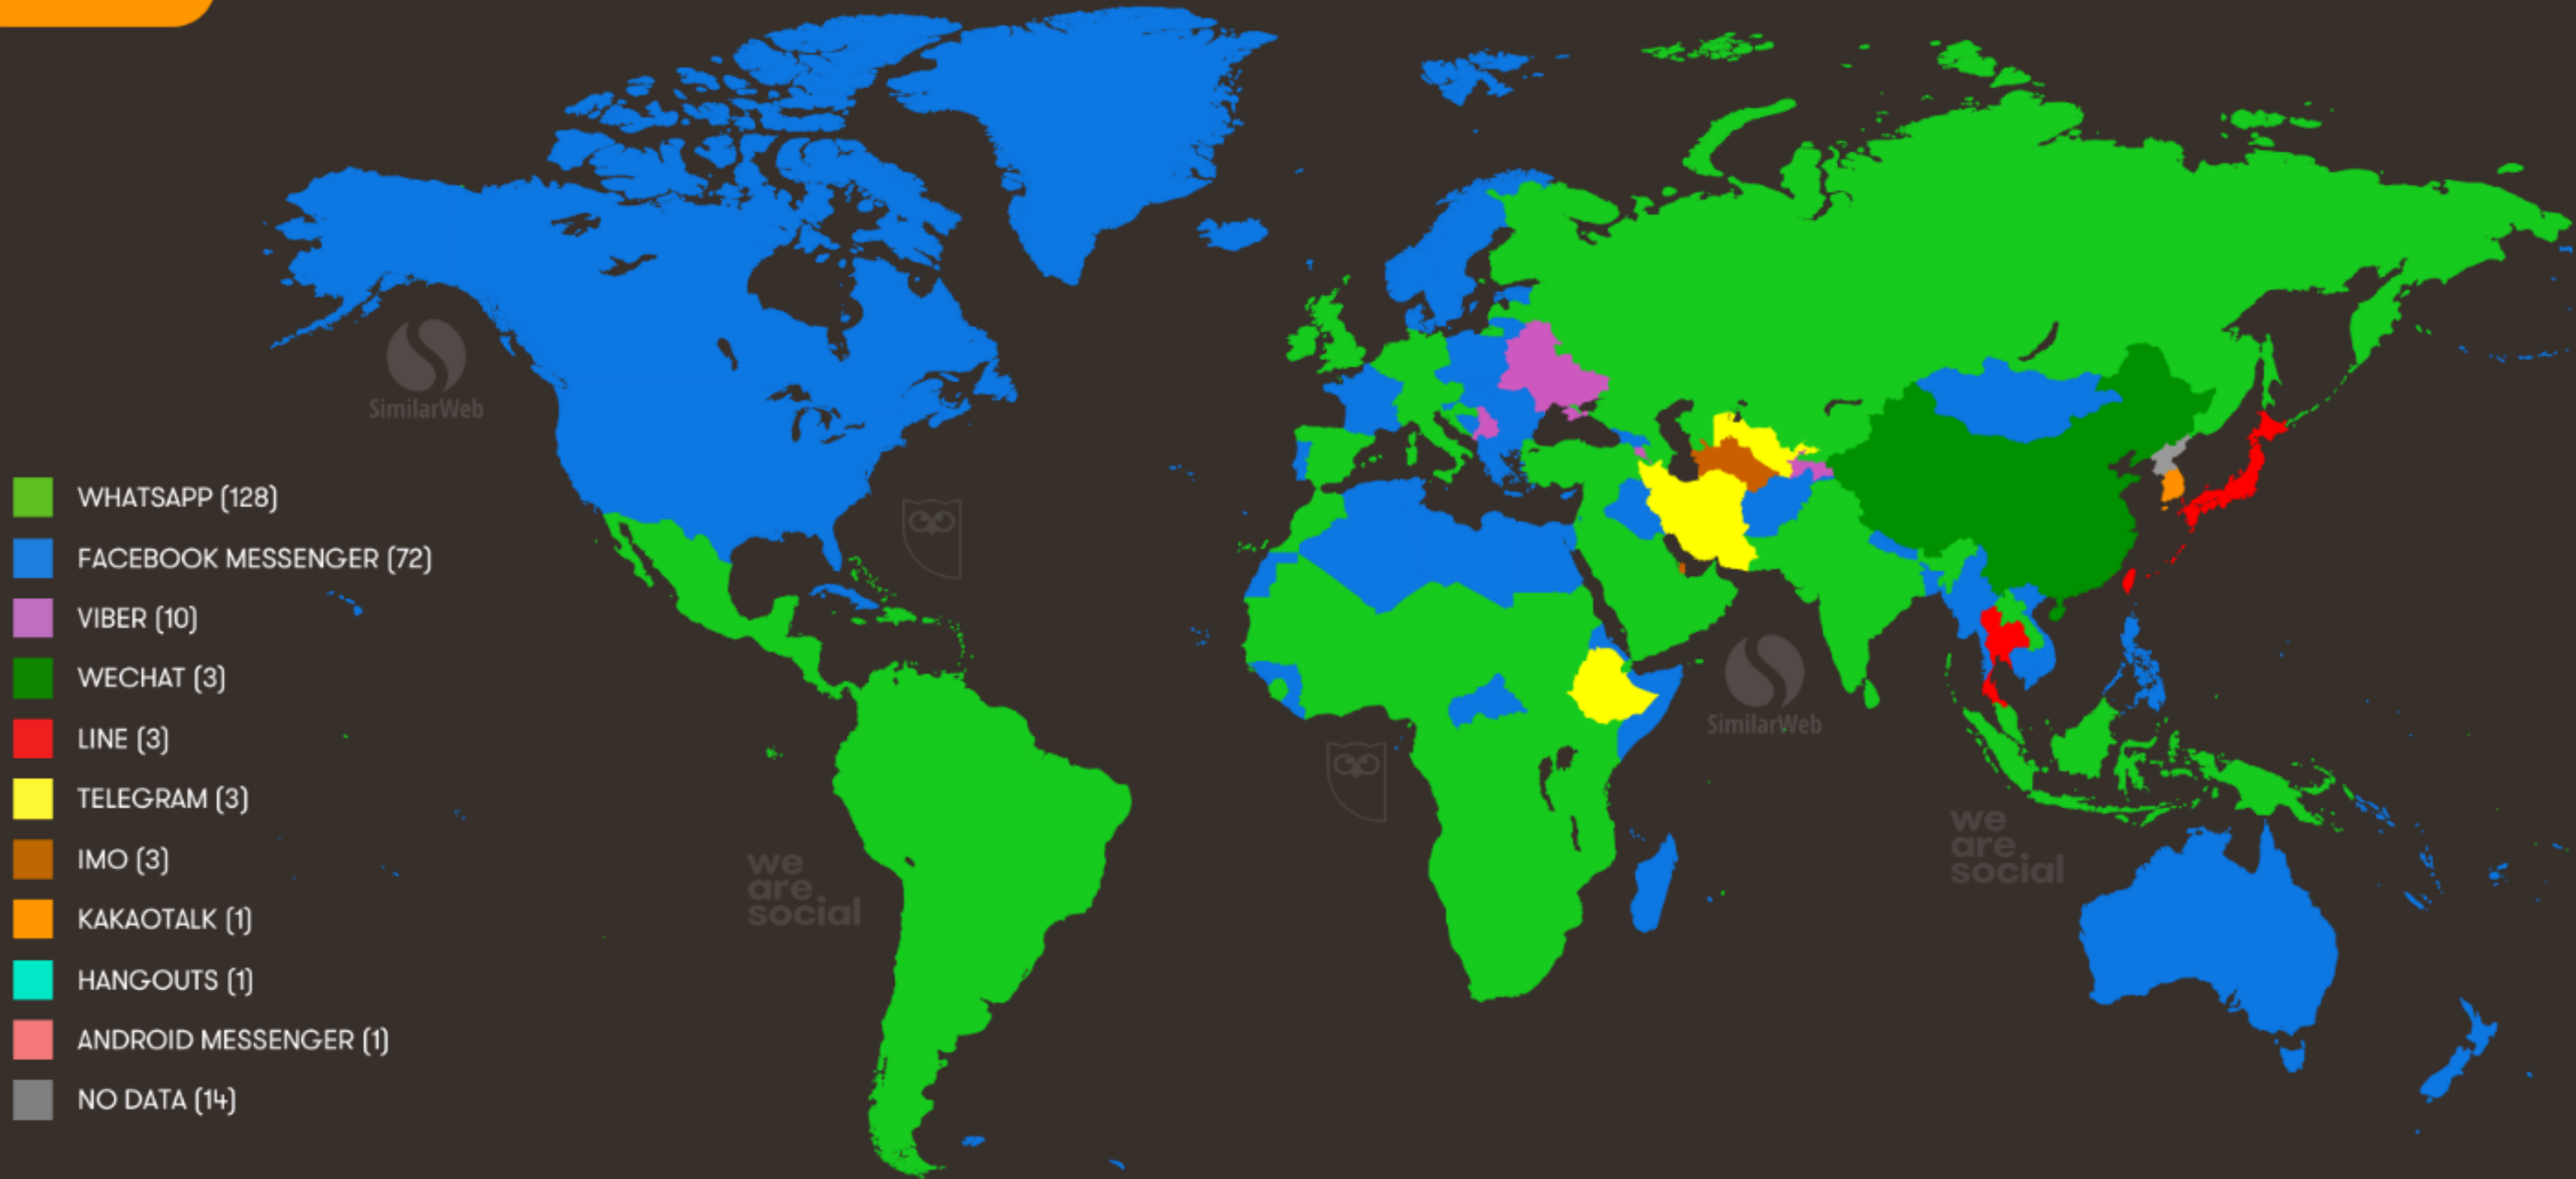 SimilarWeb
WHATSAPP (128)
FACEBOOK MESSENGER (72)
VIBER (10)
WECHAT (3)
LINE (3)
TELEGRAM (3)
IMO (3)
KAKAOTALK (1)
HANGOUTS (1)
ANDROID MESSENGER (1)
NO DATA (14)
SimilarWeb
we
are
social
we
are
social